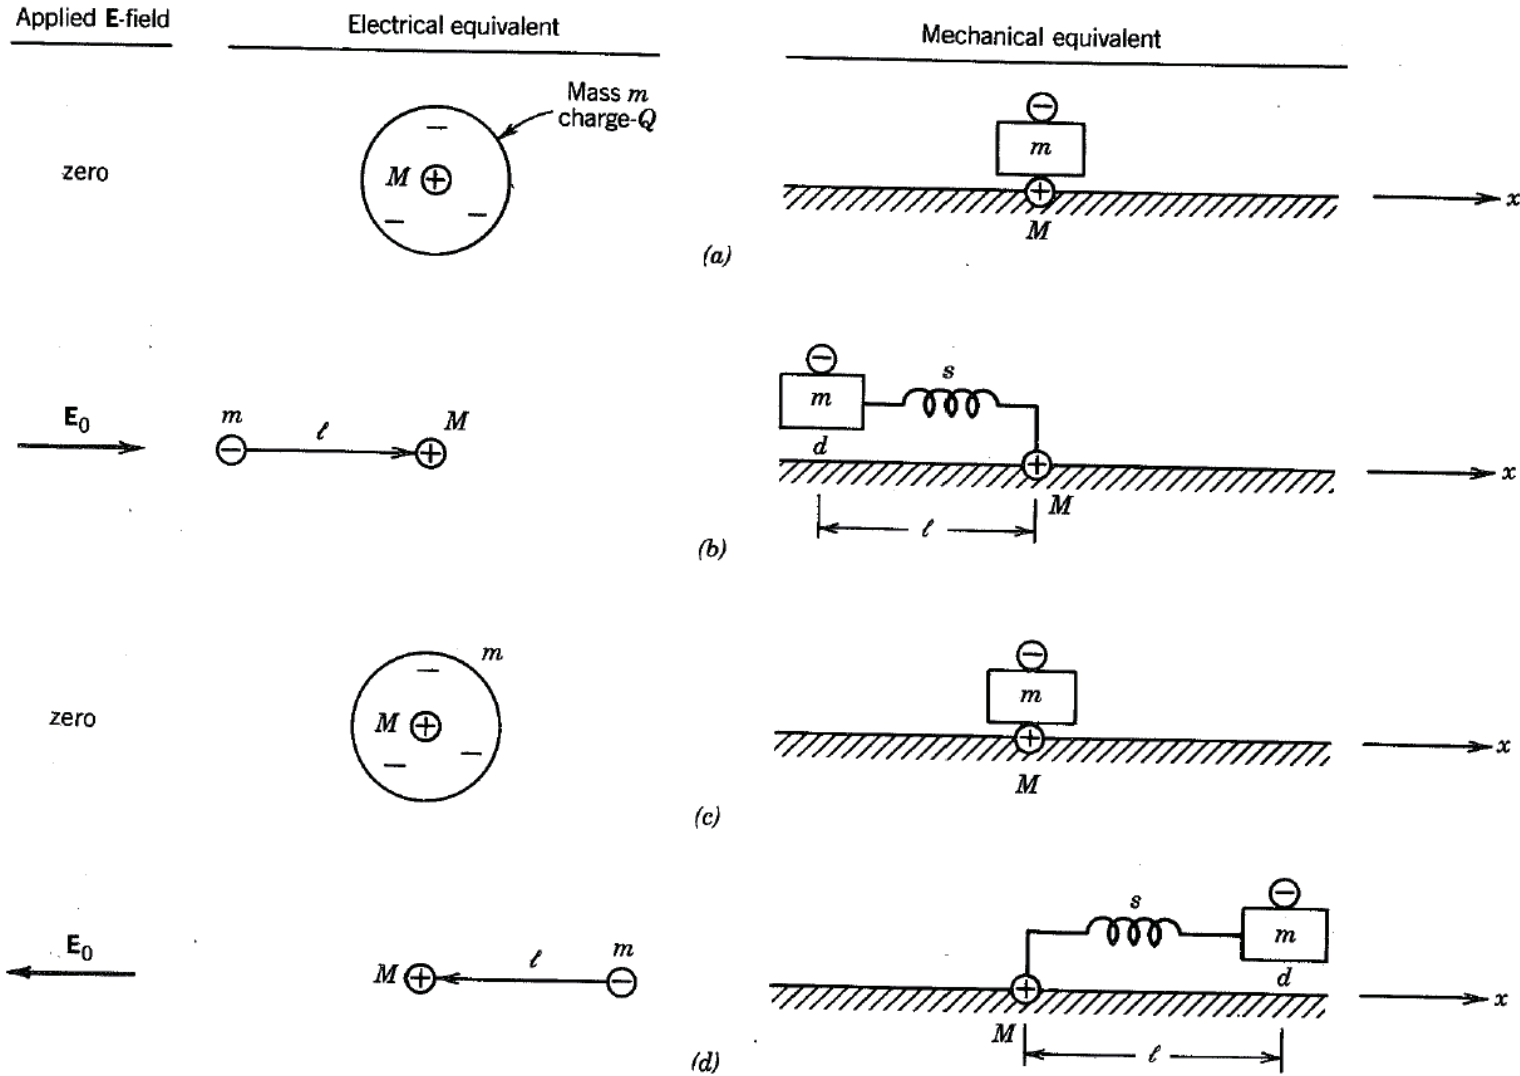 Applied E-field
Electrical equivalent
Mechanical equivalent
zero
Mass m
charge-Q
M
+
−
−
−
−
m
+
M
x
(a)
E₀
m
−
ℓ
M
+
−
m
s
d
+
M
x
ℓ
(b)
zero
m
M
+
−
−
−
−
m
+
M
x
(c)
E₀
M
+
ℓ
m
−
s
−
m
d
+
M
x
ℓ
(d)